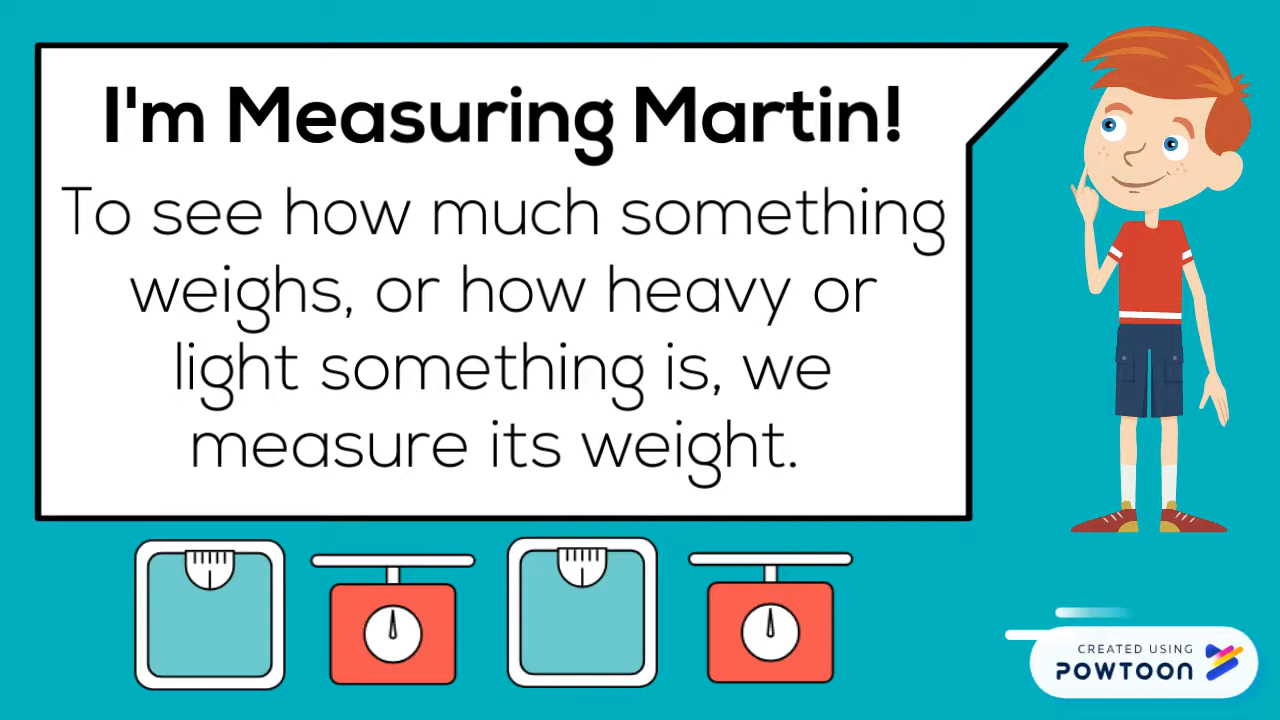 I'm Measuring Martin!
To see how much something
weighs, or how heavy or
light something is, we
measure its weight.
CREATED USING
POWTOON